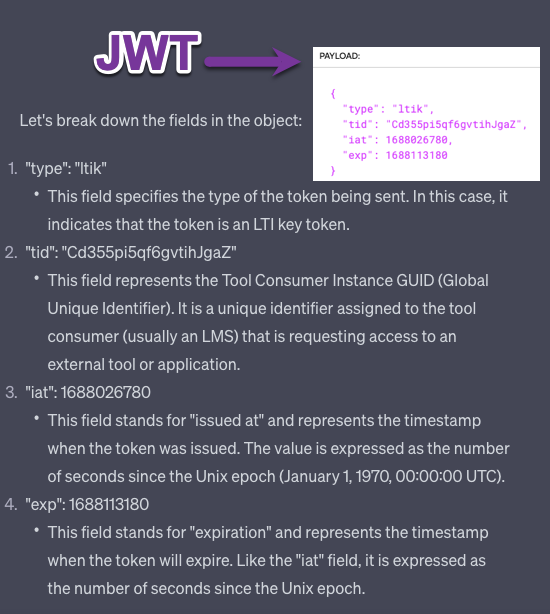 JWT
PAYLOAD:
{
"type": "ltik",
"tid": "Cd355pi5qf6gvtihJgaZ",
"iat": 1688026780,
"exp": 1688113180
}
Let's break down the fields in the object:
1. "type": "ltik"
• This field specifies the type of the token being sent. In this case, it
indicates that the token is an LTI key token.
2. "tid": "Cd355pi5qf6gvtihJgaZ"
• This field represents the Tool Consumer Instance GUID (Global
Unique Identifier). It is a unique identifier assigned to the tool
consumer (usually an LMS) that is requesting access to an
external tool or application.
3. "iat": 1688026780
• This field stands for "issued at" and represents the timestamp
when the token was issued. The value is expressed as the number
of seconds since the Unix epoch (January 1, 1970, 00:00:00 UTC).
4. "exp": 1688113180
• This field stands for "expiration" and represents the timestamp
when the token will expire. Like the "iat" field, it is expressed as
the number of seconds since the Unix epoch.